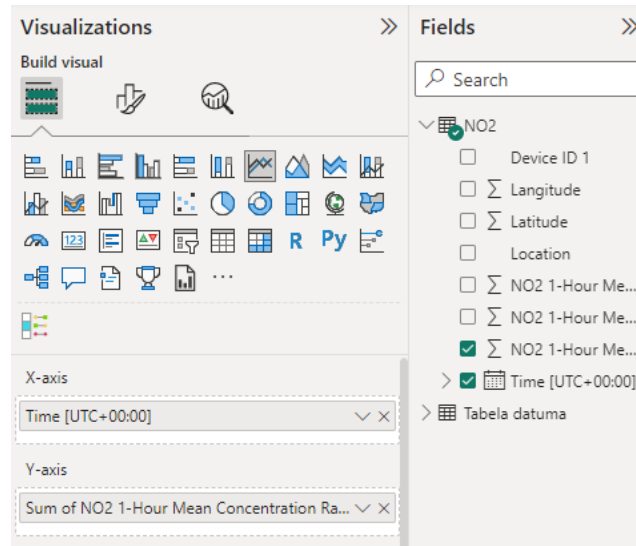 Visualizations
Build visual
123
R
Py
X-axis
Time [UTC+00:00]
Y-axis
Sum of NO2 1-Hour Mean Concentration Ra...
Fields
Search
NO2
Device ID 1
Langitude
Latitude
Location
NO2 1-Hour Me...
NO2 1-Hour Me...
NO2 1-Hour Me...
Time [UTC+00:00]
Tabela datuma